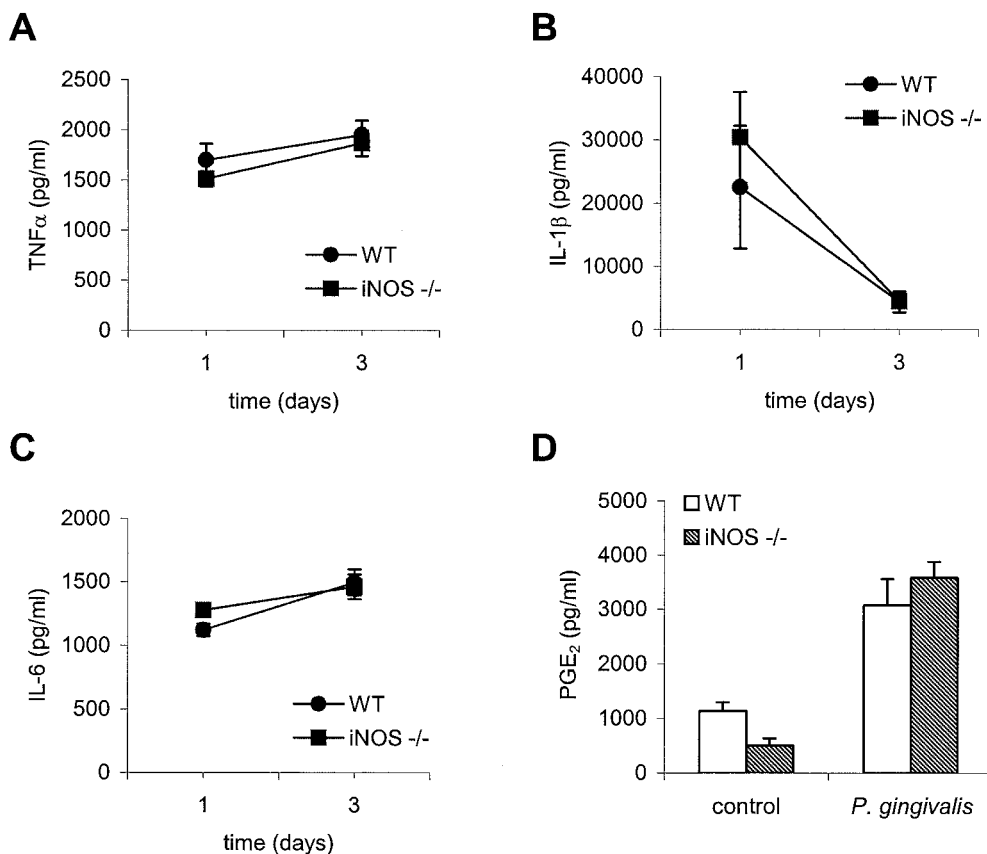 A
2500
2000
1500
1000
500
0
TNFα (pg/ml)
WT
iNOS -/-
1
3
time (days)
B
40000
30000
20000
10000
0
IL-1β (pg/ml)
WT
iNOS -/-
1
3
time (days)
C
2000
1500
1000
500
0
IL-6 (pg/ml)
WT
iNOS -/-
1
3
time (days)
D
5000
4000
3000
2000
1000
0
PGE₂ (pg/ml)
WT
iNOS -/-
control
P. gingivalis